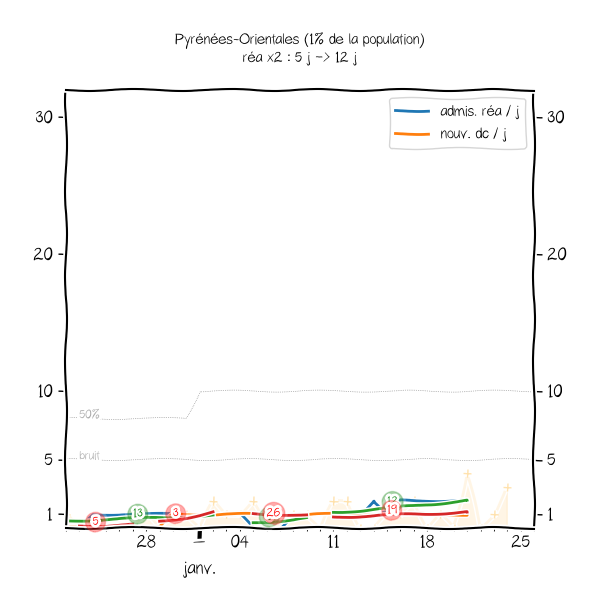 Pyrénées-Orientales (1% de la population)
réa x2 : 5 j -> 12 j
admis. réa / j
nouv. dc / j
30 30
20 20
10 10
50%
5 5
bruit
1 1
5 13 3 26 12 19
28 1 04 11 18 25
janv.